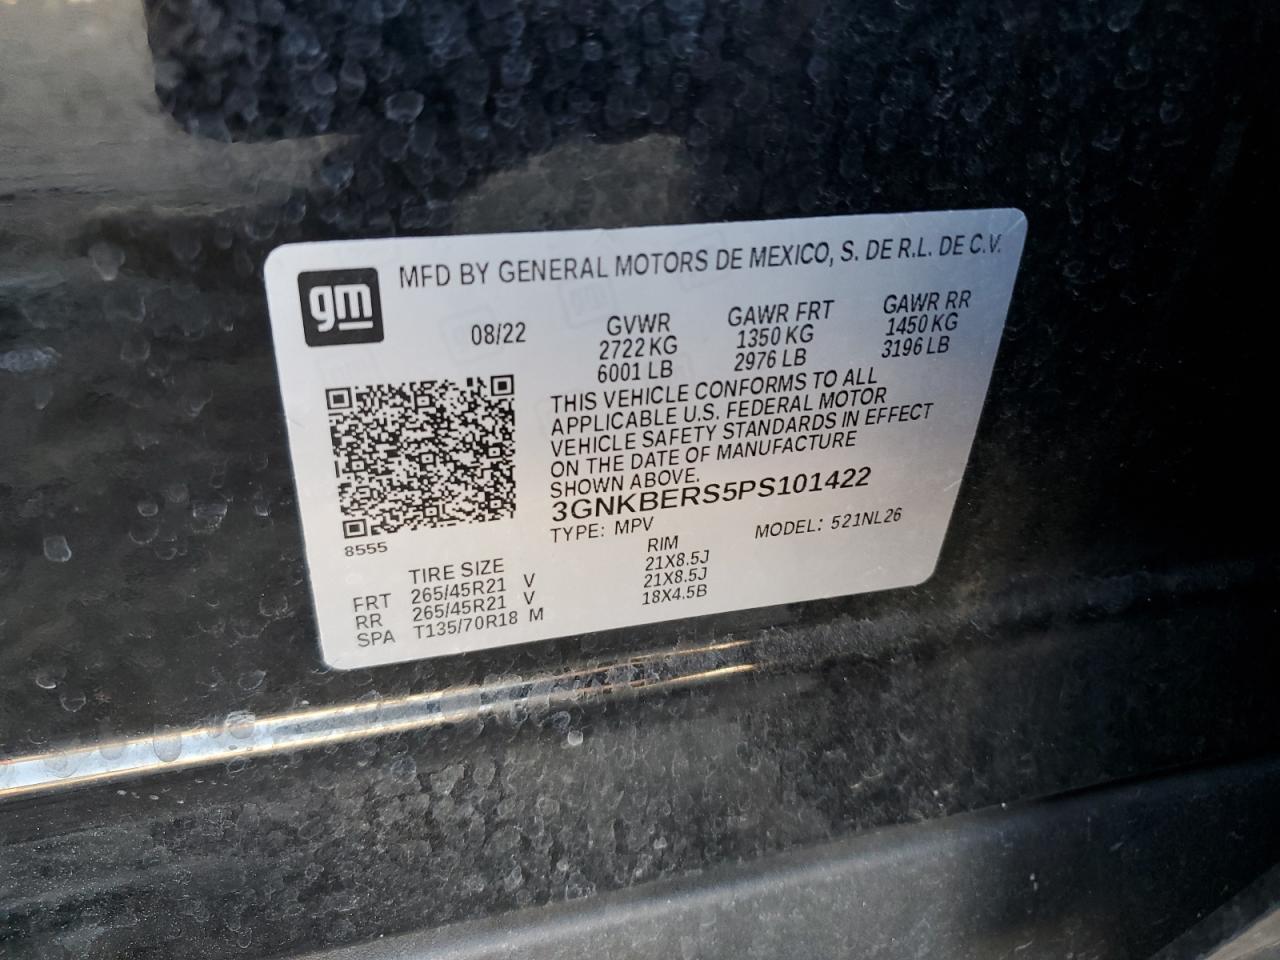 gm
MFD BY GENERAL MOTORS DE MEXICO, S. DE R.L. DE C.V.
08/22
GVWR
2722 KG
6001 LB
GAWR FRT
1350 KG
2976 LB
GAWR RR
1450 KG
3196 LB
THIS VEHICLE CONFORMS TO ALL
APPLICABLE U.S. FEDERAL MOTOR
VEHICLE SAFETY STANDARDS IN EFFECT
ON THE DATE OF MANUFACTURE
SHOWN ABOVE.
3GNKBERS5PS101422
TYPE: MPV MODEL: 521NL26
8555
TIRE SIZE RIM
FRT 265/45R21 V 21X8.5J
RR 265/45R21 V 21X8.5J
SPA T135/70R18 M 18X4.5B